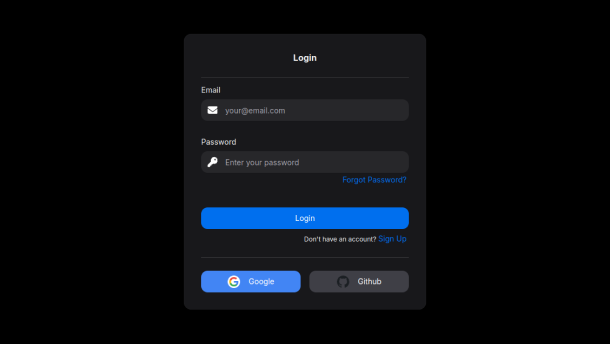 Login
Email
your@email.com
Password
Enter your password
Forgot Password?
Login
Don't have an account? Sign Up
Google
Github